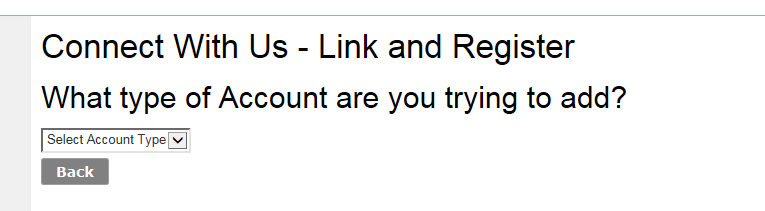 Connect With Us - Link and Register
What type of Account are you trying to add?
Select Account Type
Back